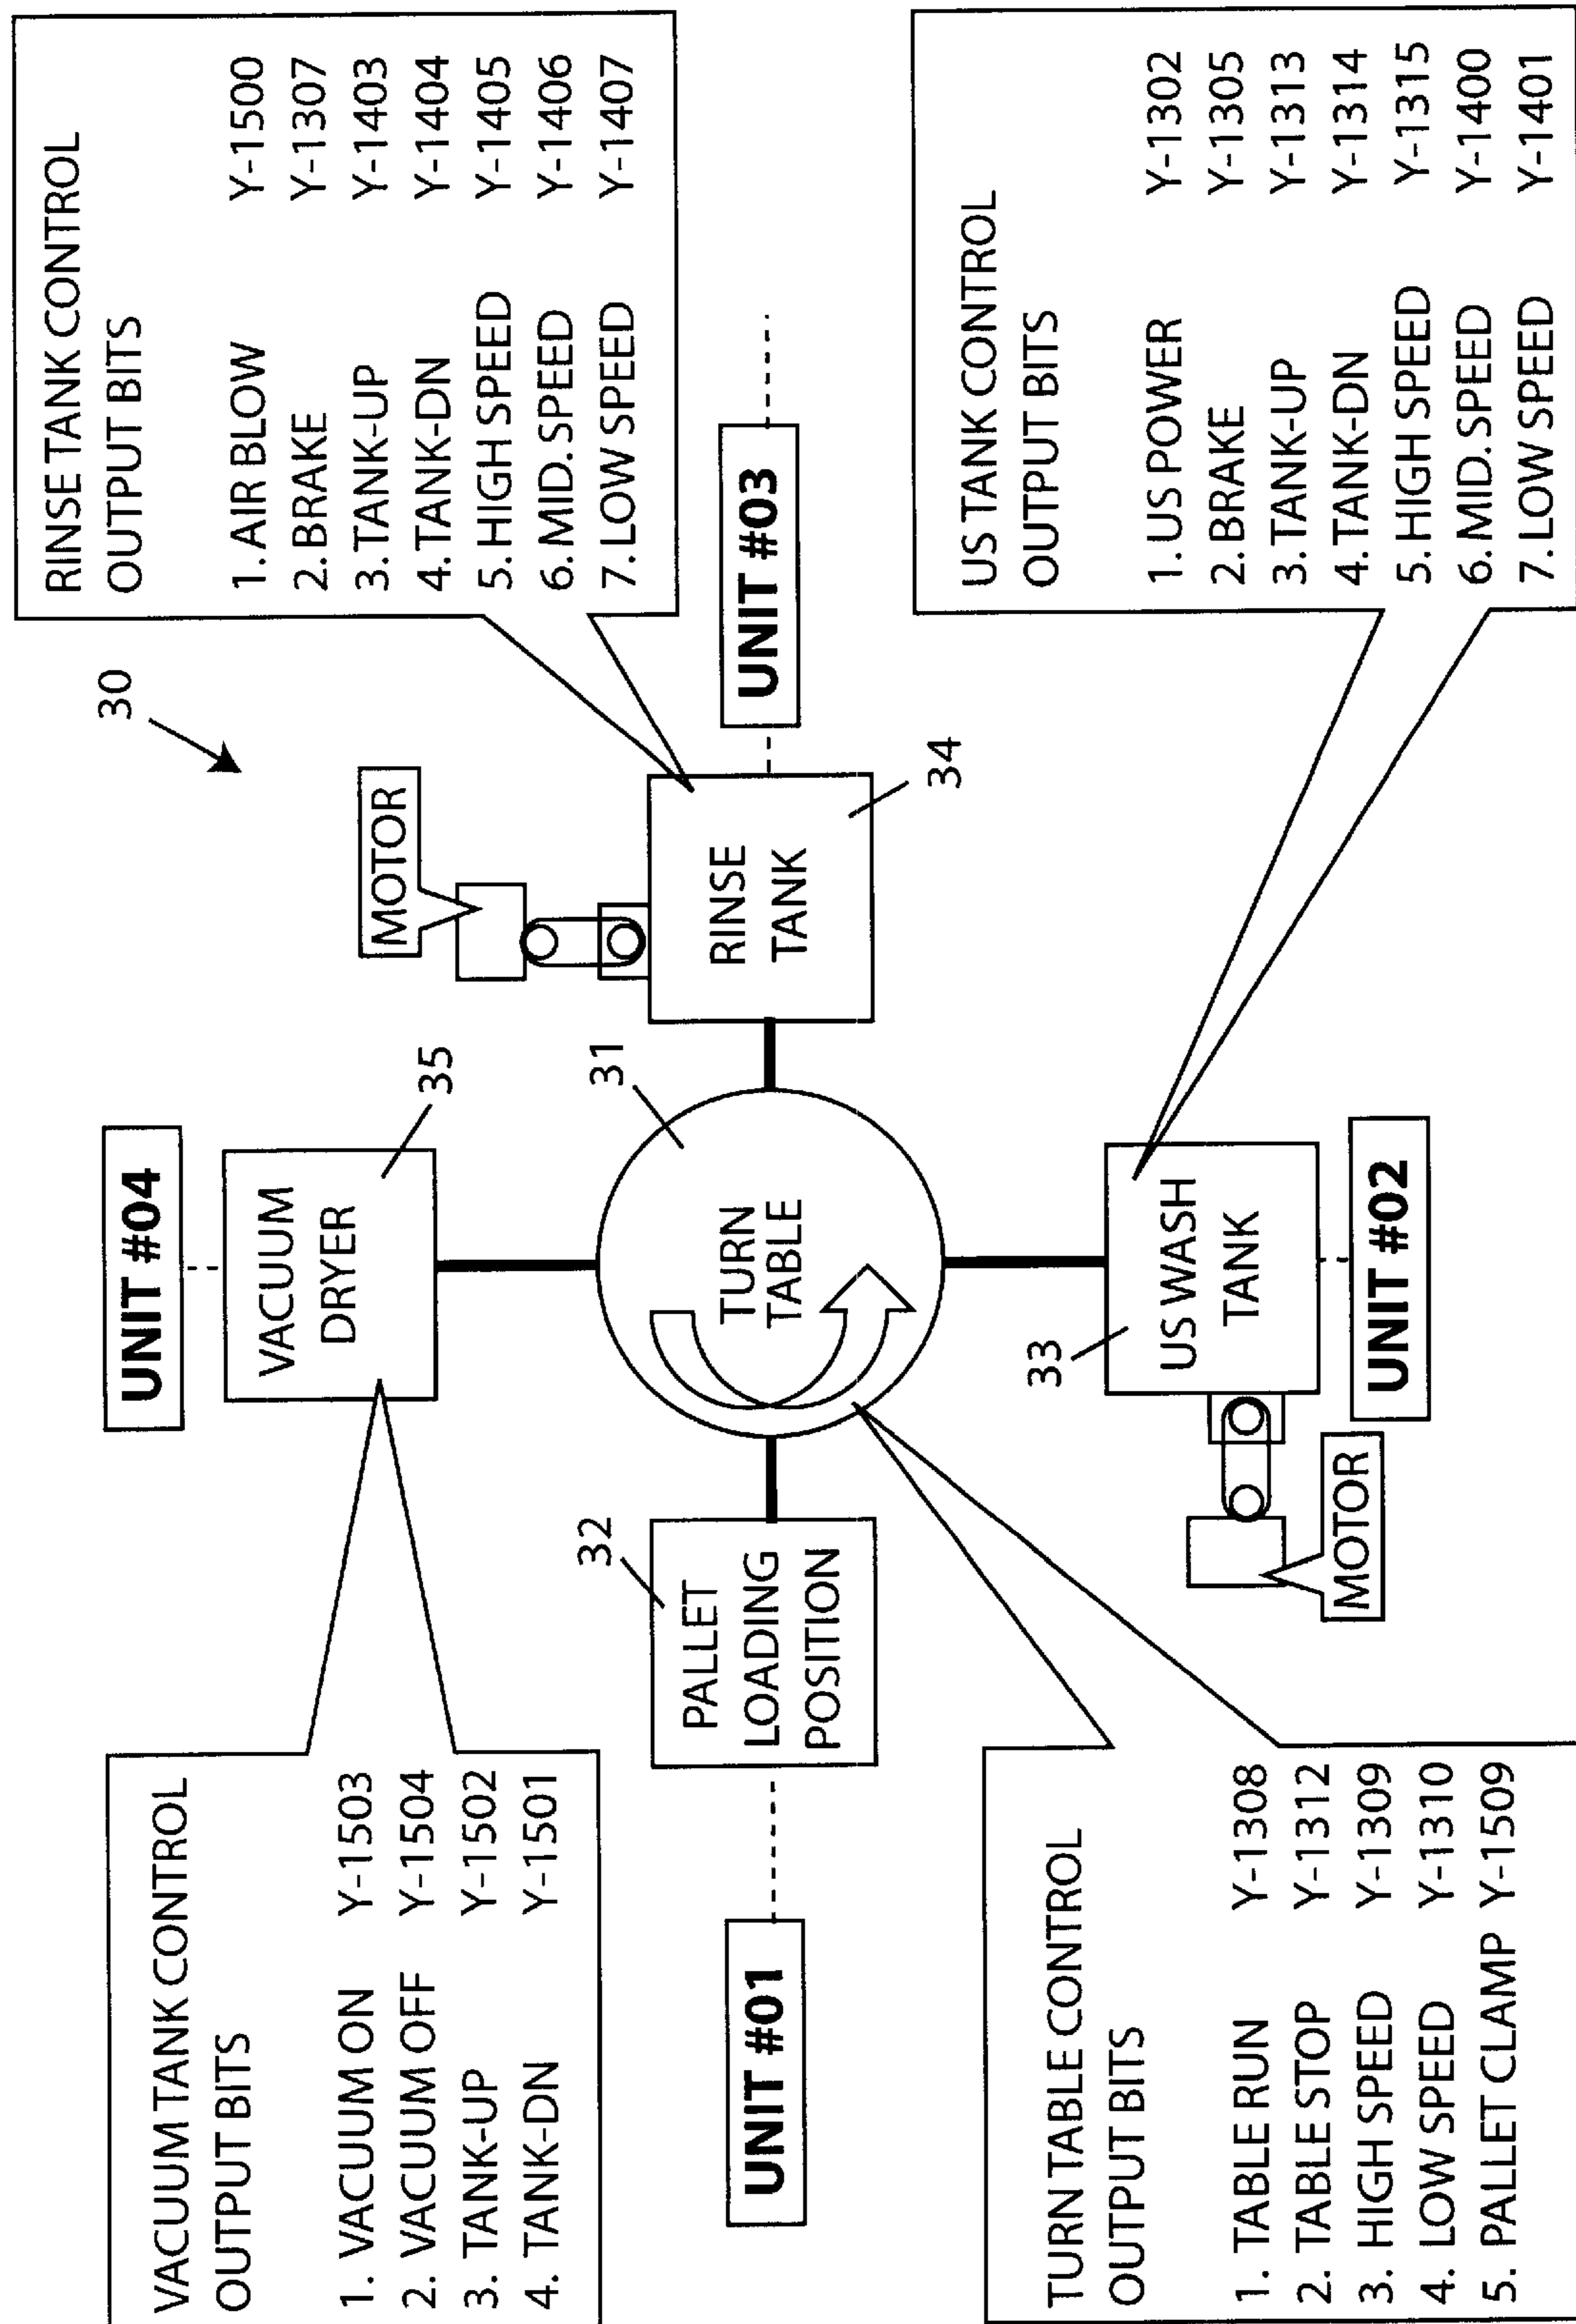 VACUUM TANK CONTROL
OUTPUT BITS
1. VACUUM ON Y-1503
2. VACUUM OFF Y-1504
3. TANK-UP Y-1502
4. TANK-DN Y-1501
UNIT #04
VACUUM
DRYER
35
30
RINSE TANK CONTROL
OUTPUT BITS
1. AIR BLOW Y-1500
2. BRAKE Y-1307
3. TANK-UP Y-1403
4. TANK-DN Y-1404
5. HIGH SPEED Y-1405
6. MID. SPEED Y-1406
7. LOW SPEED Y-1407
MOTOR
UNIT #01
32
PALLET
LOADING
POSITION
31
TURN
TABLE
RINSE
TANK
34
UNIT #03
TURN TABLE CONTROL
OUTPUT BITS
1. TABLE RUN Y-1308
2. TABLE STOP Y-1312
3. HIGH SPEED Y-1309
4. LOW SPEED Y-1310
5. PALLET CLAMP Y-1509
33
US WASH
TANK
MOTOR
UNIT #02
US TANK CONTROL
OUTPUT BITS
1. US POWER Y-1302
2. BRAKE Y-1305
3. TANK-UP Y-1313
4. TANK-DN Y-1314
5. HIGH SPEED Y-1315
6. MID. SPEED Y-1400
7. LOW SPEED Y-1401